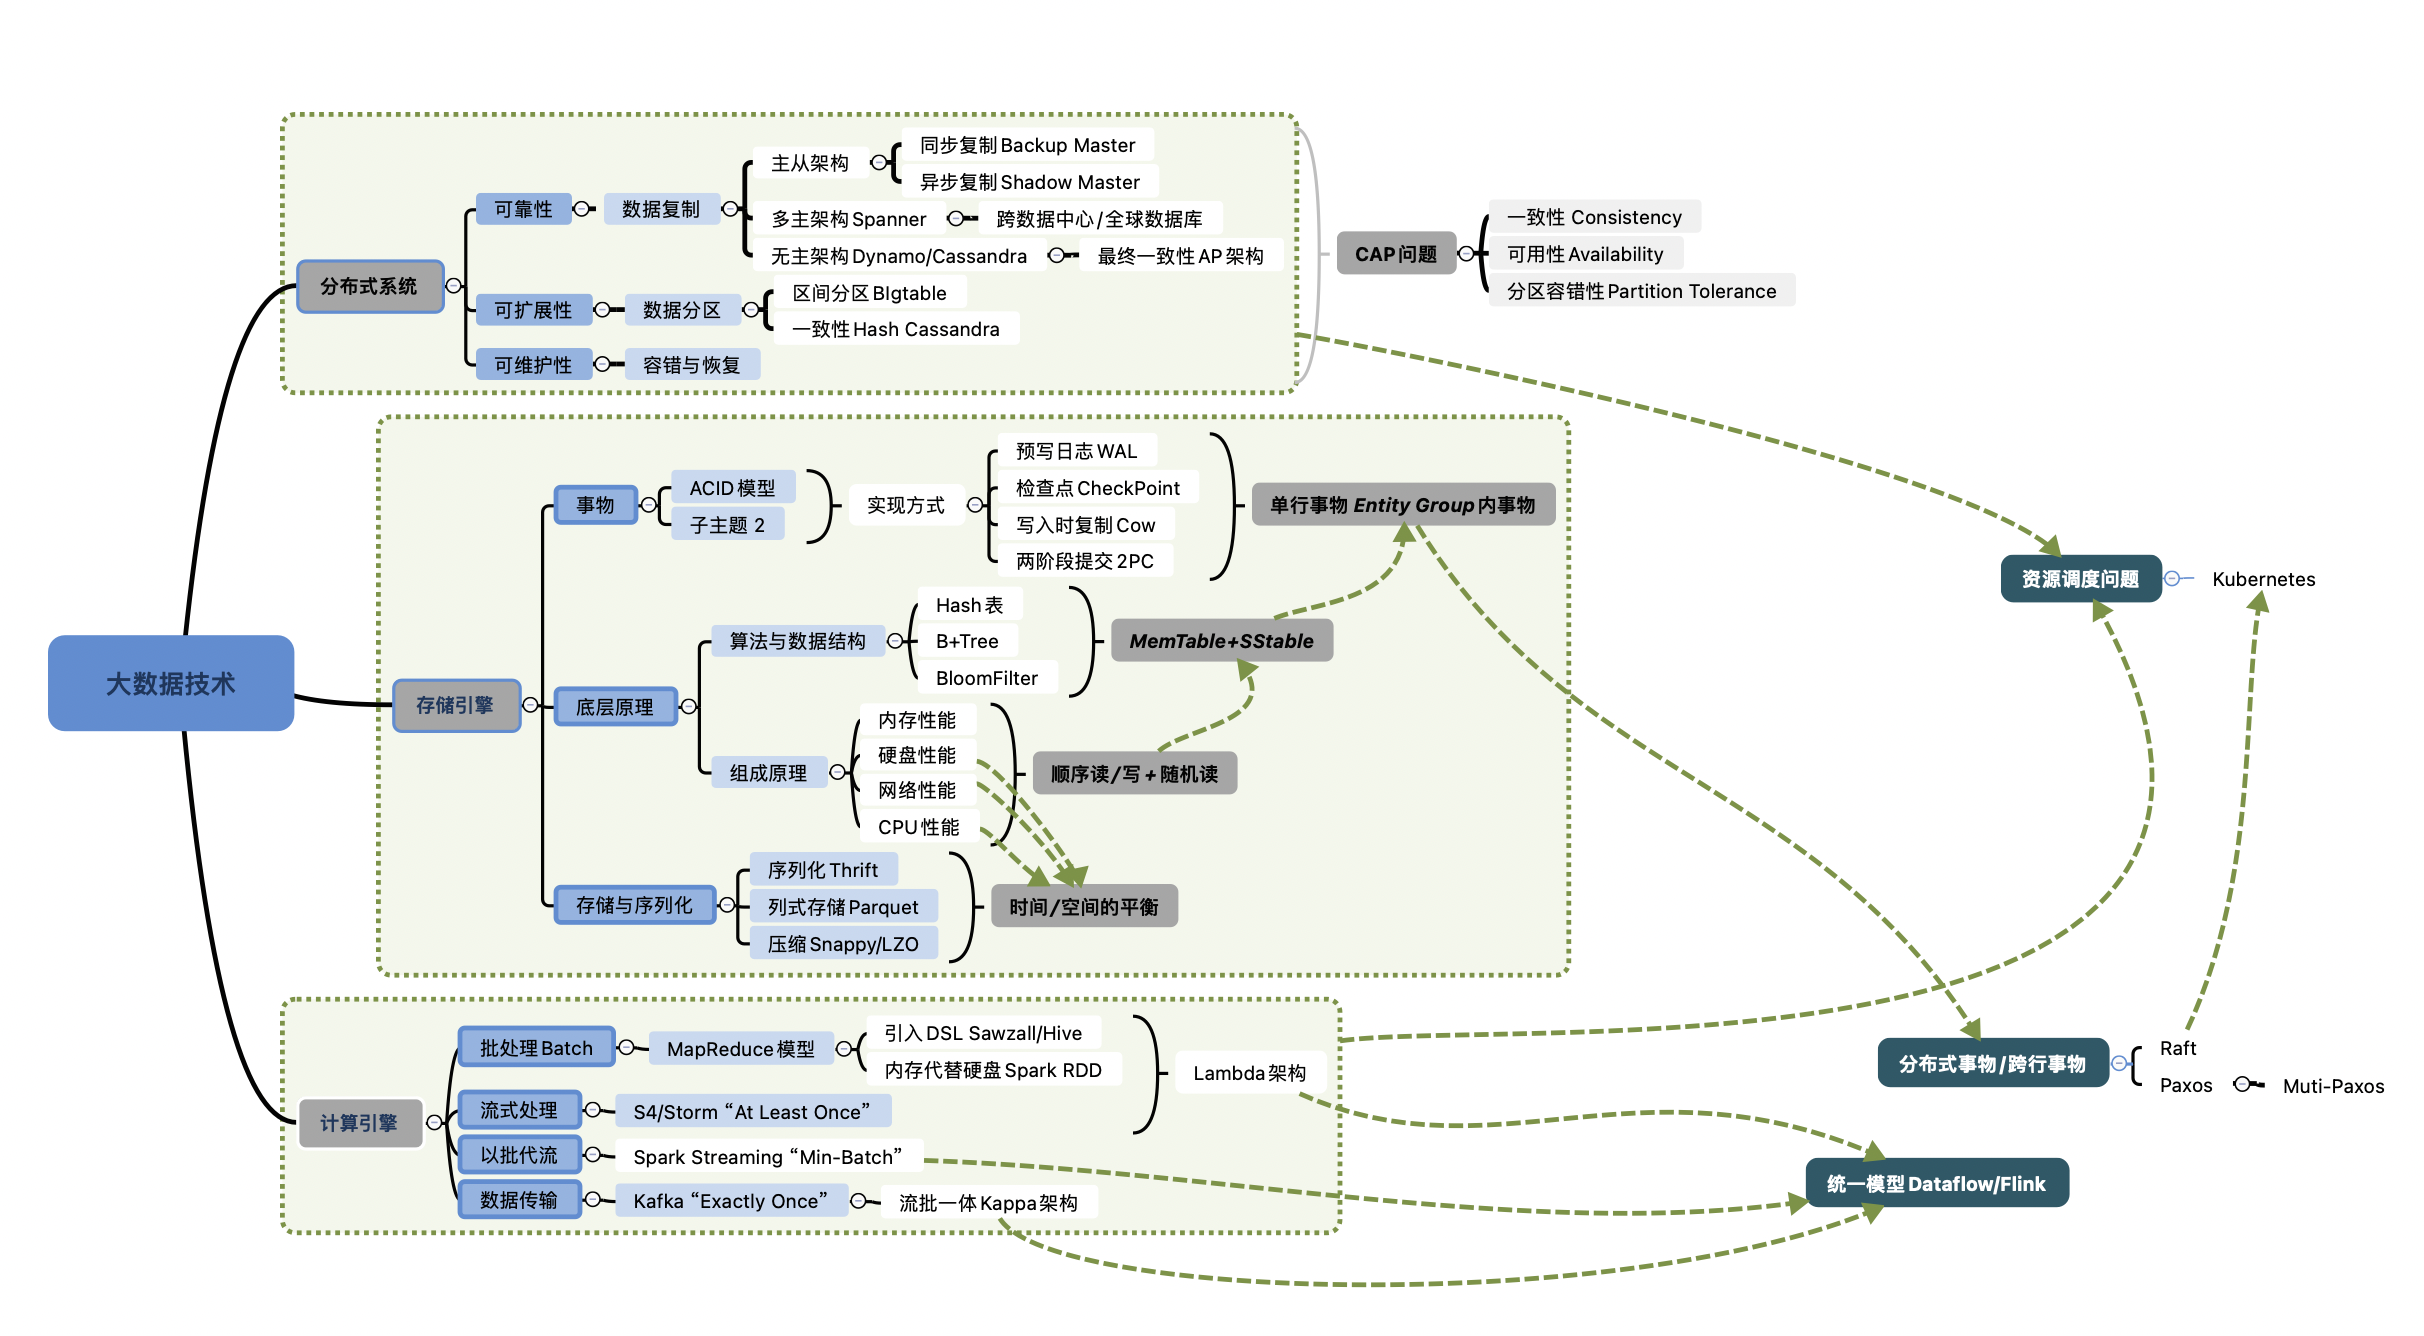 大数据技术
分布式系统
可靠性
数据复制
主从架构
同步复制Backup Master
异步复制Shadow Master
多主架构Spanner
跨数据中心/全球数据库
无主架构Dynamo/Cassandra
最终一致性AP架构
可扩展性
数据分区
区间分区BIgtable
一致性Hash Cassandra
可维护性
容错与恢复
CAP问题
一致性 Consistency
可用性Availability
分区容错性Partition Tolerance
存储引擎
事物
ACID模型
子主题 2
实现方式
预写日志WAL
检查点CheckPoint
写入时复制Cow
两阶段提交2PC
单行事物 Entity Group内事物
底层原理
算法与数据结构
Hash表
B+Tree
BloomFilter
MemTable+SStable
组成原理
内存性能
硬盘性能
网络性能
CPU性能
顺序读/写+随机读
存储与序列化
序列化Thrift
列式存储Parquet
压缩Snappy/LZO
时间/空间的平衡
计算引擎
批处理Batch
MapReduce模型
引入DSL Sawzall/Hive
内存代替硬盘Spark RDD
流式处理
S4/Storm “At Least Once”
Lambda架构
以批代流
Spark Streaming “Min-Batch”
数据传输
Kafka “Exactly Once”
流批一体Kappa架构
资源调度问题
Kubernetes
分布式事物/跨行事物
Raft
Paxos
Muti-Paxos
统一模型Dataflow/Flink